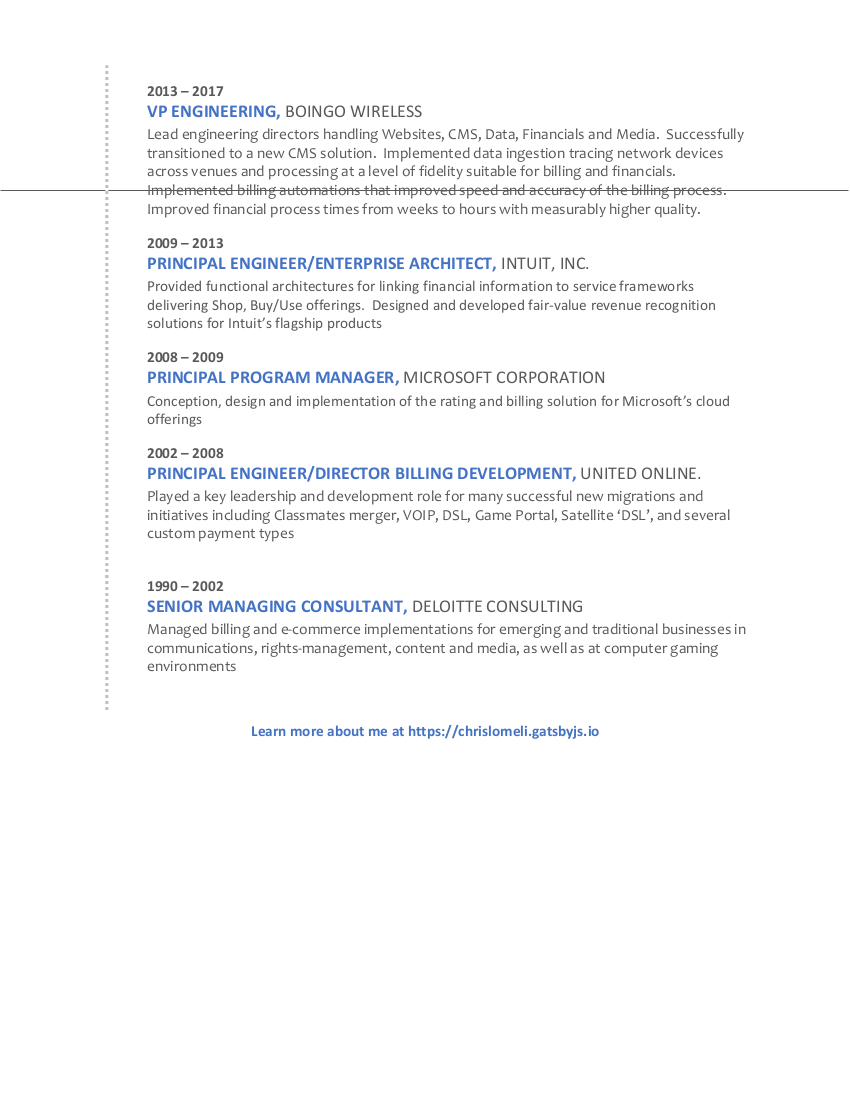 2013 – 2017
VP ENGINEERING, BOINGO WIRELESS
Lead engineering directors handling Websites, CMS, Data, Financials and Media.  Successfully
transitioned to a new CMS solution.  Implemented data ingestion tracing network devices
across venues and processing at a level of fidelity suitable for billing and financials.
Implemented billing automations that improved speed and accuracy of the billing process.
Improved financial process times from weeks to hours with measurably higher quality.
2009 – 2013
PRINCIPAL ENGINEER/ENTERPRISE ARCHITECT, INTUIT, INC.
Provided functional architectures for linking financial information to service frameworks
delivering Shop, Buy/Use offerings.  Designed and developed fair-value revenue recognition
solutions for Intuit’s flagship products
2008 – 2009
PRINCIPAL PROGRAM MANAGER, MICROSOFT CORPORATION
Conception, design and implementation of the rating and billing solution for Microsoft’s cloud
offerings
2002 – 2008
PRINCIPAL ENGINEER/DIRECTOR BILLING DEVELOPMENT, UNITED ONLINE.
Played a key leadership and development role for many successful new migrations and
initiatives including Classmates merger, VOIP, DSL, Game Portal, Satellite ‘DSL’, and several
custom payment types
1990 – 2002
SENIOR MANAGING CONSULTANT, DELOITTE CONSULTING
Managed billing and e-commerce implementations for emerging and traditional businesses in
communications, rights-management, content and media, as well as at computer gaming
environments
Learn more about me at https://chrislomeli.gatsbyjs.io